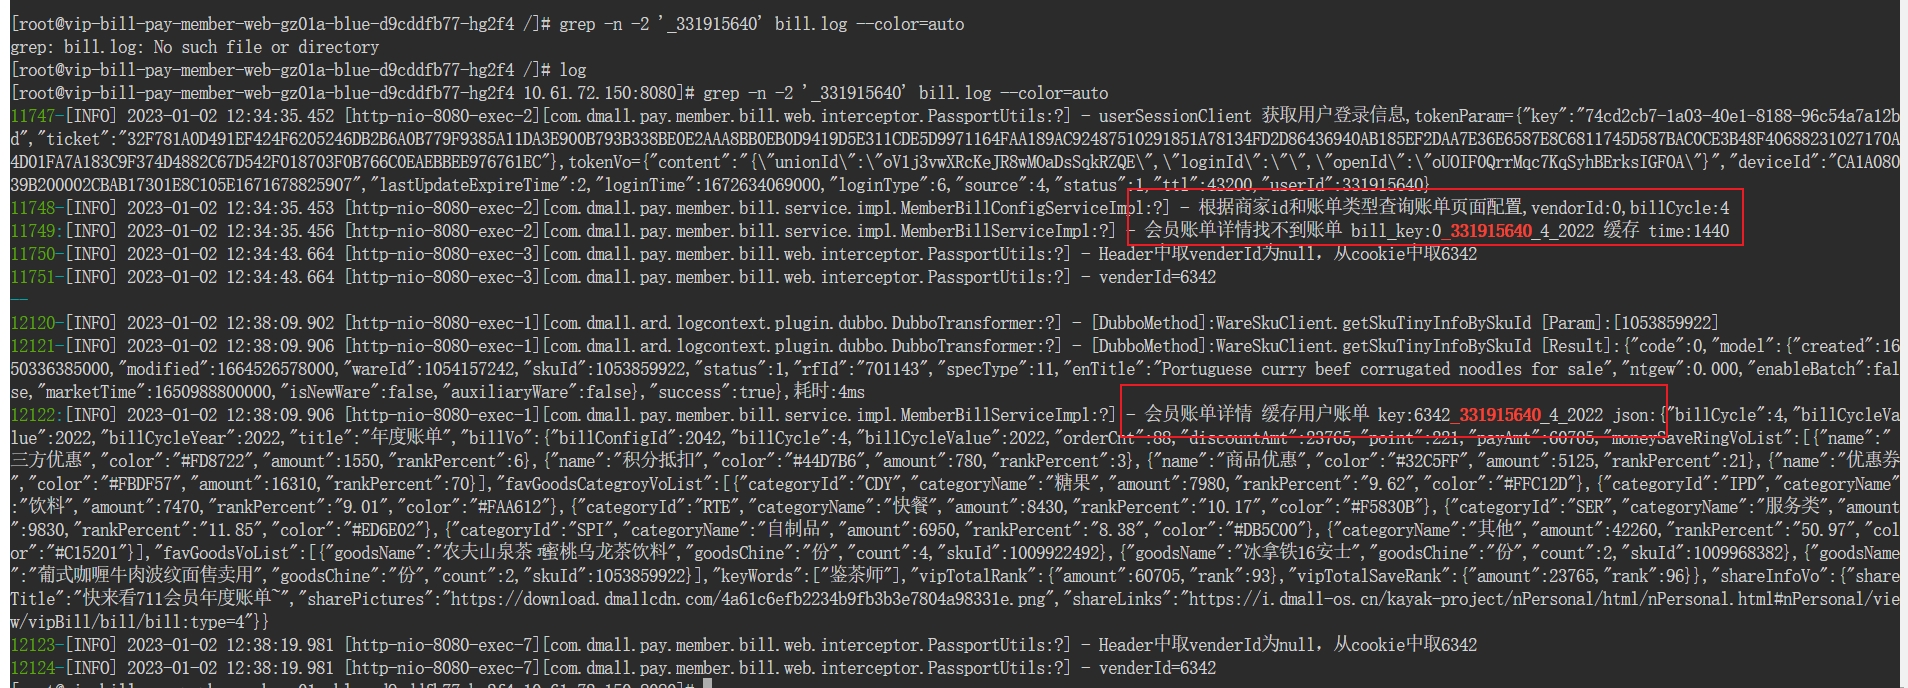 [root@vip-bill-pay-member-web-gz01a-blue-d9cddfb77-hg2f4 /]# grep -n -2 '_331915640' bill.log --color=auto
grep: bill.log: No such file or directory
[root@vip-bill-pay-member-web-gz01a-blue-d9cddfb77-hg2f4 /]# log
[root@vip-bill-pay-member-web-gz01a-blue-d9cddfb77-hg2f4 10.61.72.150:8080]# grep -n -2 '_331915640' bill.log --color=auto
11747-[INFO] 2023-01-02 12:34:35.452 [http-nio-8080-exec-2][com.dmall.pay.member.bill.web.interceptor.PassportUtils:?] - userSessionClient 获取用户登录信息,tokenParam={"key":"74cd2cb7-1a03-40e1-8188-96c54a7a12b
d","ticket":"32F781A0D491EF424F6205246DB2B6A0B779F9385A11DA3E900B793B338BE0E2AAA8BB0EB0D9419D5E311CDE5D9971164FAA189AC92487510291851A78134FD2D86436940AB185EF2DAA7E36E6587E8C6811745D587BAC0CE3B48F40688231027170A
4D01FA7A183C9F374D4882C67D542F018703F0B766C0EAEBBEE976761EC"},tokenVo={"content":"{\"unionId\":\"oV1j3vwXRcKeJR8wMOaDsSqkRZQE\",\"loginId\":\"\",\"openId\":\"oUOIF0QrrMqc7KqSyhBErksIGFOA\"}","deviceId":"CA1A080
39B200002CBAB17301E8C105E1671678825907","lastUpdateExpireTime":2,"loginTime":1672634069000,"loginType":6,"source":4,"status":1,"ttl":43200,"userId":331915640}
11748-[INFO] 2023-01-02 12:34:35.453 [http-nio-8080-exec-2][com.dmall.pay.member.bill.service.impl.MemberBillConfigServiceImpl:?] - 根据商家id和账单类型查询账单页面配置,vendorId:0,billCycle:4
11749:[INFO] 2023-01-02 12:34:35.456 [http-nio-8080-exec-2][com.dmall.pay.member.bill.service.impl.MemberBillServiceImpl:?] - 会员账单详情找不到账单 bill_key:0_331915640_4_2022 缓存 time:1440
11750-[INFO] 2023-01-02 12:34:43.664 [http-nio-8080-exec-3][com.dmall.pay.member.bill.web.interceptor.PassportUtils:?] - Header中取venderId为null，从cookie中取6342
11751-[INFO] 2023-01-02 12:34:43.664 [http-nio-8080-exec-3][com.dmall.pay.member.bill.web.interceptor.PassportUtils:?] - venderId=6342
--
12120-[INFO] 2023-01-02 12:38:09.902 [http-nio-8080-exec-1][com.dmall.ard.logcontext.plugin.dubbo.DubboTransformer:?] - [DubboMethod]:WareSkuClient.getSkuTinyInfoBySkuId [Param]:[1053859922]
12121-[INFO] 2023-01-02 12:38:09.906 [http-nio-8080-exec-1][com.dmall.ard.logcontext.plugin.dubbo.DubboTransformer:?] - [DubboMethod]:WareSkuClient.getSkuTinyInfoBySkuId [Result]:{"code":0,"model":{"created":16
50336385000,"modified":1664526578000,"wareId":1054157242,"skuId":1053859922,"status":1,"rfId":"701143","specType":11,"enTitle":"Portuguese curry beef corrugated noodles for sale","ntgew":0.000,"enableBatch":fal
se,"marketTime":1650988800000,"isNewWare":false,"auxiliaryWare":false},"success":true},耗时:4ms
12122:[INFO] 2023-01-02 12:38:09.906 [http-nio-8080-exec-1][com.dmall.pay.member.bill.service.impl.MemberBillServiceImpl:?] - 会员账单详情 缓存用户账单 key:6342_331915640_4_2022 json:{"billCycle":4,"billCycleVa
lue":2022,"billCycleYear":2022,"title":"年度账单","billVo":{"billConfigId":2042,"billCycle":4,"billCycleValue":2022,"orderCnt":88,"discountAmt":23765,"point":221,"payAmt":60705,"moneySaveRingVoList":[{"name":"
三方优惠","color":"#FD8722","amount":1550,"rankPercent":6},{"name":"积分抵扣","color":"#44D7B6","amount":780,"rankPercent":3},{"name":"商品优惠","color":"#32C5FF","amount":5125,"rankPercent":21},{"name":"优惠券
","color":"#FBDF57","amount":16310,"rankPercent":70}],"favGoodsCategroyVoList":[{"categoryId":"CDY","categoryName":"糖果","amount":7980,"rankPercent":"9.62","color":"#FFC12D"},{"categoryId":"IPD","categoryName"
:"饮料","amount":7470,"rankPercent":"9.01","color":"#FAA612"},{"categoryId":"RTE","categoryName":"快餐","amount":8430,"rankPercent":"10.17","color":"#F5830B"},{"categoryId":"SER","categoryName":"服务类","amount
":9830,"rankPercent":"11.85","color":"#ED6E02"},{"categoryId":"SPI","categoryName":"自制品","amount":6950,"rankPercent":"8.38","color":"#DB5C00"},{"categoryName":"其他","amount":42260,"rankPercent":"50.97","col
or":"#C15201"}],"favGoodsVoList":[{"goodsName":"农夫山泉茶π蜜桃乌龙茶饮料","goodsChine":"份","count":4,"skuId":1009922492},{"goodsName":"冰拿铁16安士","goodsChine":"份","count":2,"skuId":1009968382},{"goodsName
":"葡式咖喱牛肉波纹面售卖用","goodsChine":"份","count":2,"skuId":1053859922}],"keyWords":["鉴茶师"],"vipTotalRank":{"amount":60705,"rank":93},"vipTotalSaveRank":{"amount":23765,"rank":96}},"shareInfoVo":{"share
Title":"快来看711会员年度账单~","sharePictures":"https://download.dmallcdn.com/4a61c6efb2234b9fb3b3e7804a98331e.png","shareLinks":"https://i.dmall-os.cn/kayak-project/nPersonal/html/nPersonal.html#nPersonal/vie
w/vipBill/bill/bill:type=4"}}
12123-[INFO] 2023-01-02 12:38:19.981 [http-nio-8080-exec-7][com.dmall.pay.member.bill.web.interceptor.PassportUtils:?] - Header中取venderId为null，从cookie中取6342
12124-[INFO] 2023-01-02 12:38:19.981 [http-nio-8080-exec-7][com.dmall.pay.member.bill.web.interceptor.PassportUtils:?] - venderId=6342
[root@vip-bill-pay-member-web-gz01a-blue-d9cddfb77-hg2f4 10.61.72.150:8080]#